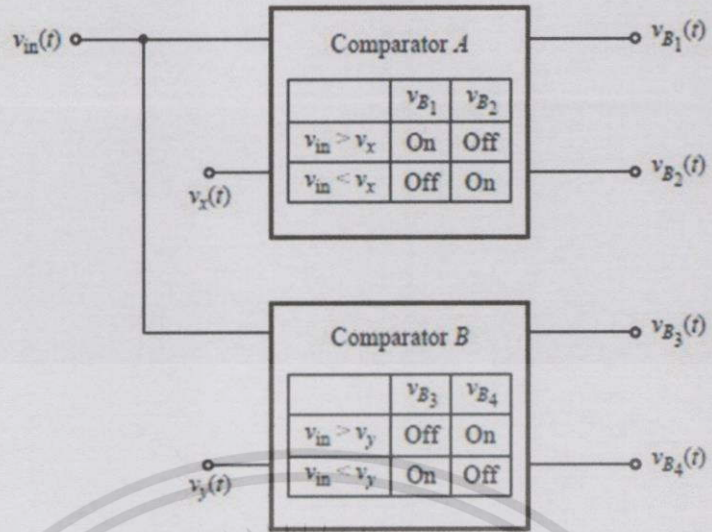 v_in(t)
Comparator A
v_B1(t)
v_B1 v_B2
v_in > v_x On Off
v_in < v_x Off On
v_x(t)
v_B2(t)
Comparator B
v_B3(t)
v_B3 v_B4
v_in > v_y Off On
v_in < v_y On Off
v_y(t)
v_B4(t)